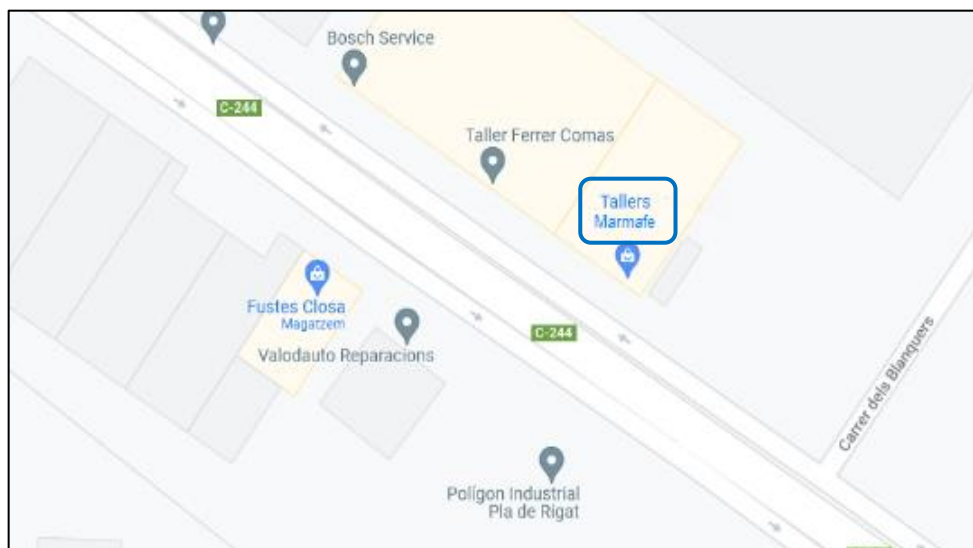 Bosch Service
C-244
Taller Ferrer Comas
Tallers
Marmafe
Fustes Closa
Magatzem
Valodauto Reparacions
C-244
Carrer dels Blanquers
Polígon Industrial
Pla de Rigat